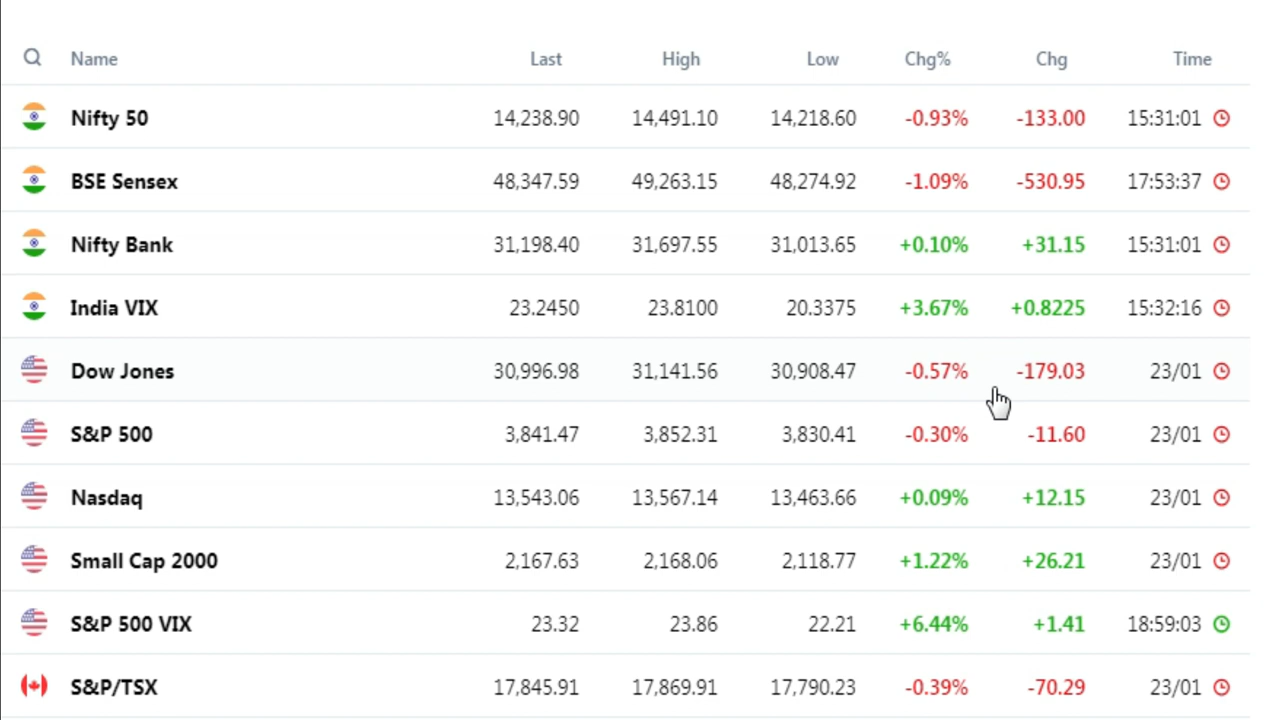 Name Last High Low Chg% Chg Time
Nifty 50 14,238.90 14,491.10 14,218.60 -0.93% -133.00 15:31:01
BSE Sensex 48,347.59 49,263.15 48,274.92 -1.09% -530.95 17:53:37
Nifty Bank 31,198.40 31,697.55 31,013.65 +0.10% +31.15 15:31:01
India VIX 23.2450 23.8100 20.3375 +3.67% +0.8225 15:32:16
Dow Jones 30,996.98 31,141.56 30,908.47 -0.57% -179.03 23/01
S&P 500 3,841.47 3,852.31 3,830.41 -0.30% -11.60 23/01
Nasdaq 13,543.06 13,567.14 13,463.66 +0.09% +12.15 23/01
Small Cap 2000 2,167.63 2,168.06 2,118.77 +1.22% +26.21 23/01
S&P 500 VIX 23.32 23.86 22.21 +6.44% +1.41 18:59:03
S&P/TSX 17,845.91 17,869.91 17,790.23 -0.39% -70.29 23/01